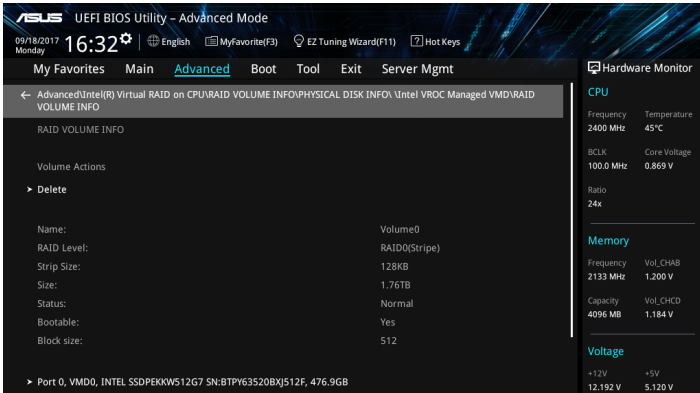 ASUS UEFI BIOS Utility – Advanced Mode
09/18/2017 Monday 16:32 English MyFavorite(F3) EZ Tuning Wizard(F11) ? Hot Keys
My Favorites Main Advanced Boot Tool Exit Server Mgmt
← Advanced\Intel(R) Virtual RAID on CPU\RAID VOLUME INFO\PHYSICAL DISK INFO\ \Intel VROC Managed VMD\RAID
VOLUME INFO
RAID VOLUME INFO
Volume Actions
➤ Delete
Name: Volume0
RAID Level: RAID0(Stripe)
Strip Size: 128KB
Size: 1.76TB
Status: Normal
Bootable: Yes
Block size: 512
➤ Port 0, VMD0, INTEL SSDPEKKW512G7 SN:BTPY63520BXJ512F, 476.9GB
Hardware Monitor
CPU
Frequency Temperature
2400 MHz 45°C
BCLK Core Voltage
100.0 MHz 0.869 V
Ratio
24x
Memory
Frequency Vol_CHAB
2133 MHz 1.200 V
Capacity Vol_CHCD
4096 MB 1.184 V
Voltage
+12V +5V
12.192 V 5.120 V